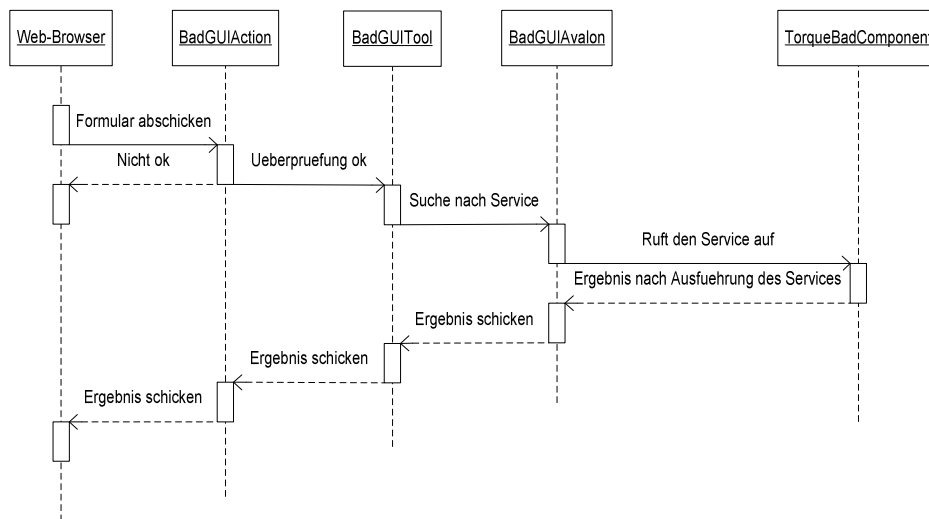 Web-Browser
BadGUIAction
BadGUITool
BadGUIAvalon
TorqueBadComponent
Formular abschicken
Nicht ok
Ueberpruefung ok
Suche nach Service
Ruft den Service auf
Ergebnis nach Ausfuehrung des Services
Ergebnis schicken
Ergebnis schicken
Ergebnis schicken